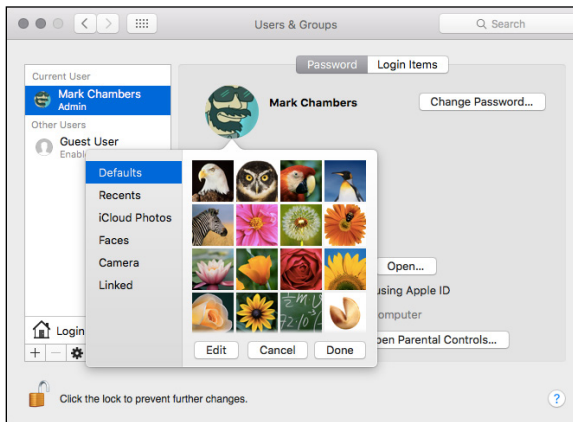 Users & Groups
Search
Current User
Mark Chambers
Admin
Other Users
Guest User
Password
Login Items
Mark Chambers
Change Password...
Defaults
Recents
iCloud Photos
Faces
Camera
Linked
Open...
using Apple ID
Parental Controls...
Edit
Cancel
Done
Login
Click the lock to prevent further changes.
?